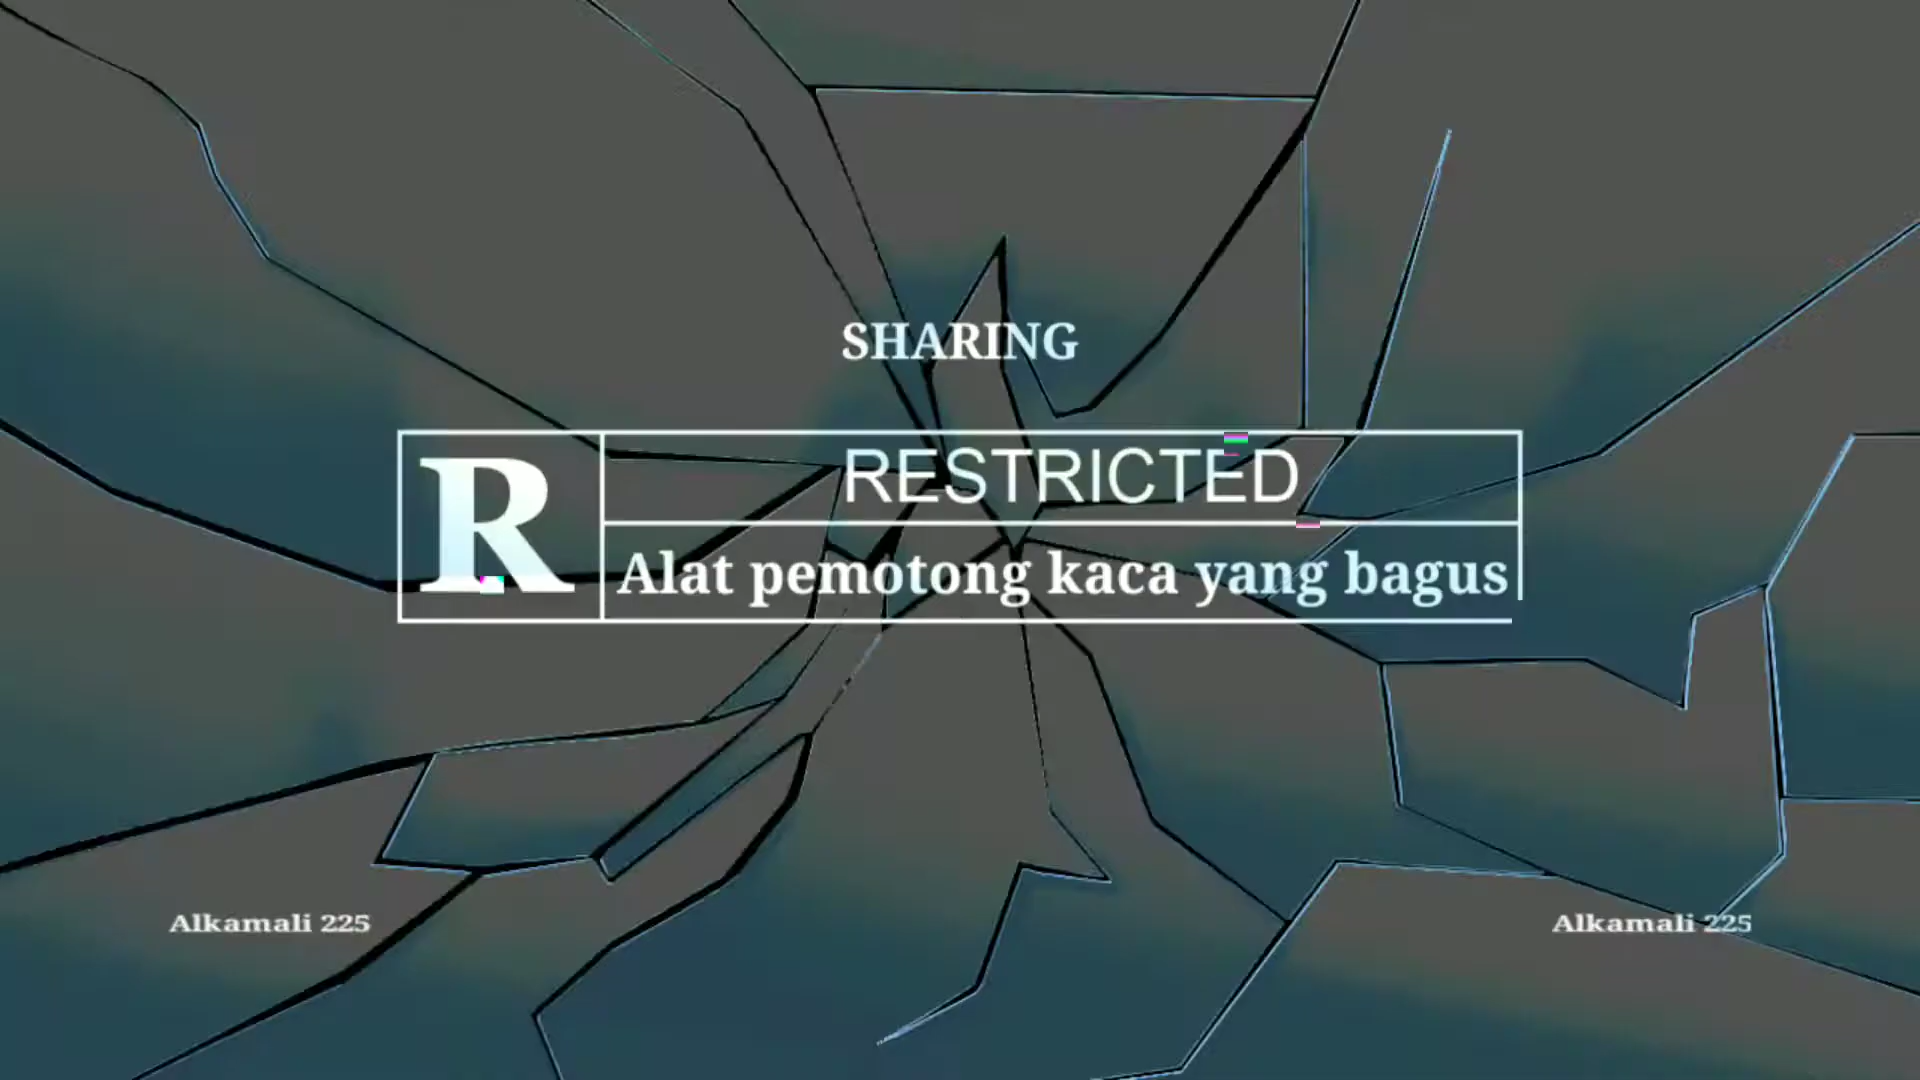 SHARING
R
RESTRICTED
Alat pemotong kaca yang bagus
Alkamali 225
Alkamali 225